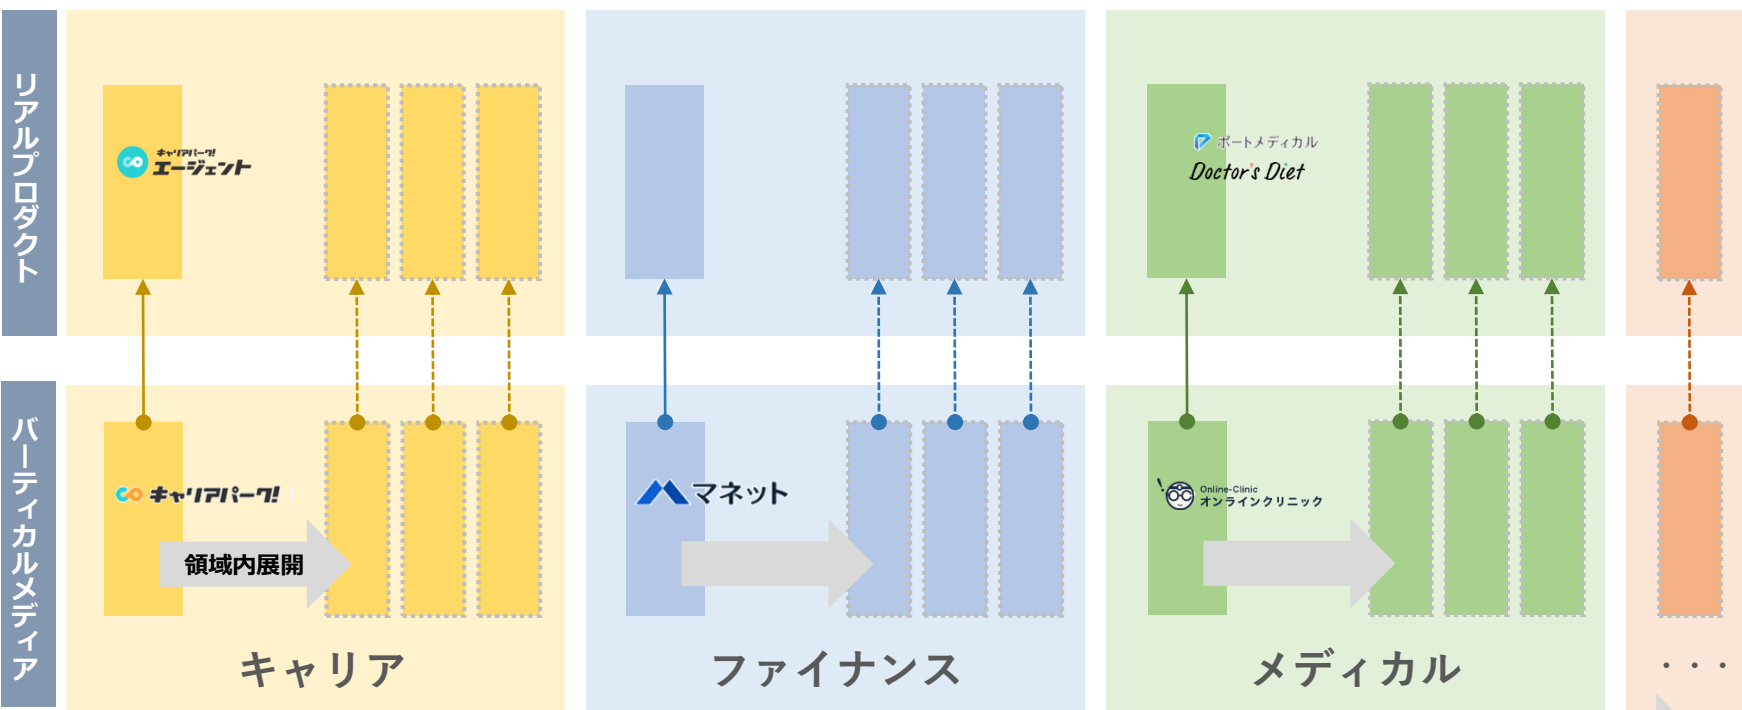 リアルプロダクト
キャリアパーク!
エージェント
ポートメディカル
Doctor's Diet
バーティカルメディア
キャリアパーク!
領域内展開
キャリア
マネット
ファイナンス
Online-Clinic
オンラインクリニック
メディカル
・・・